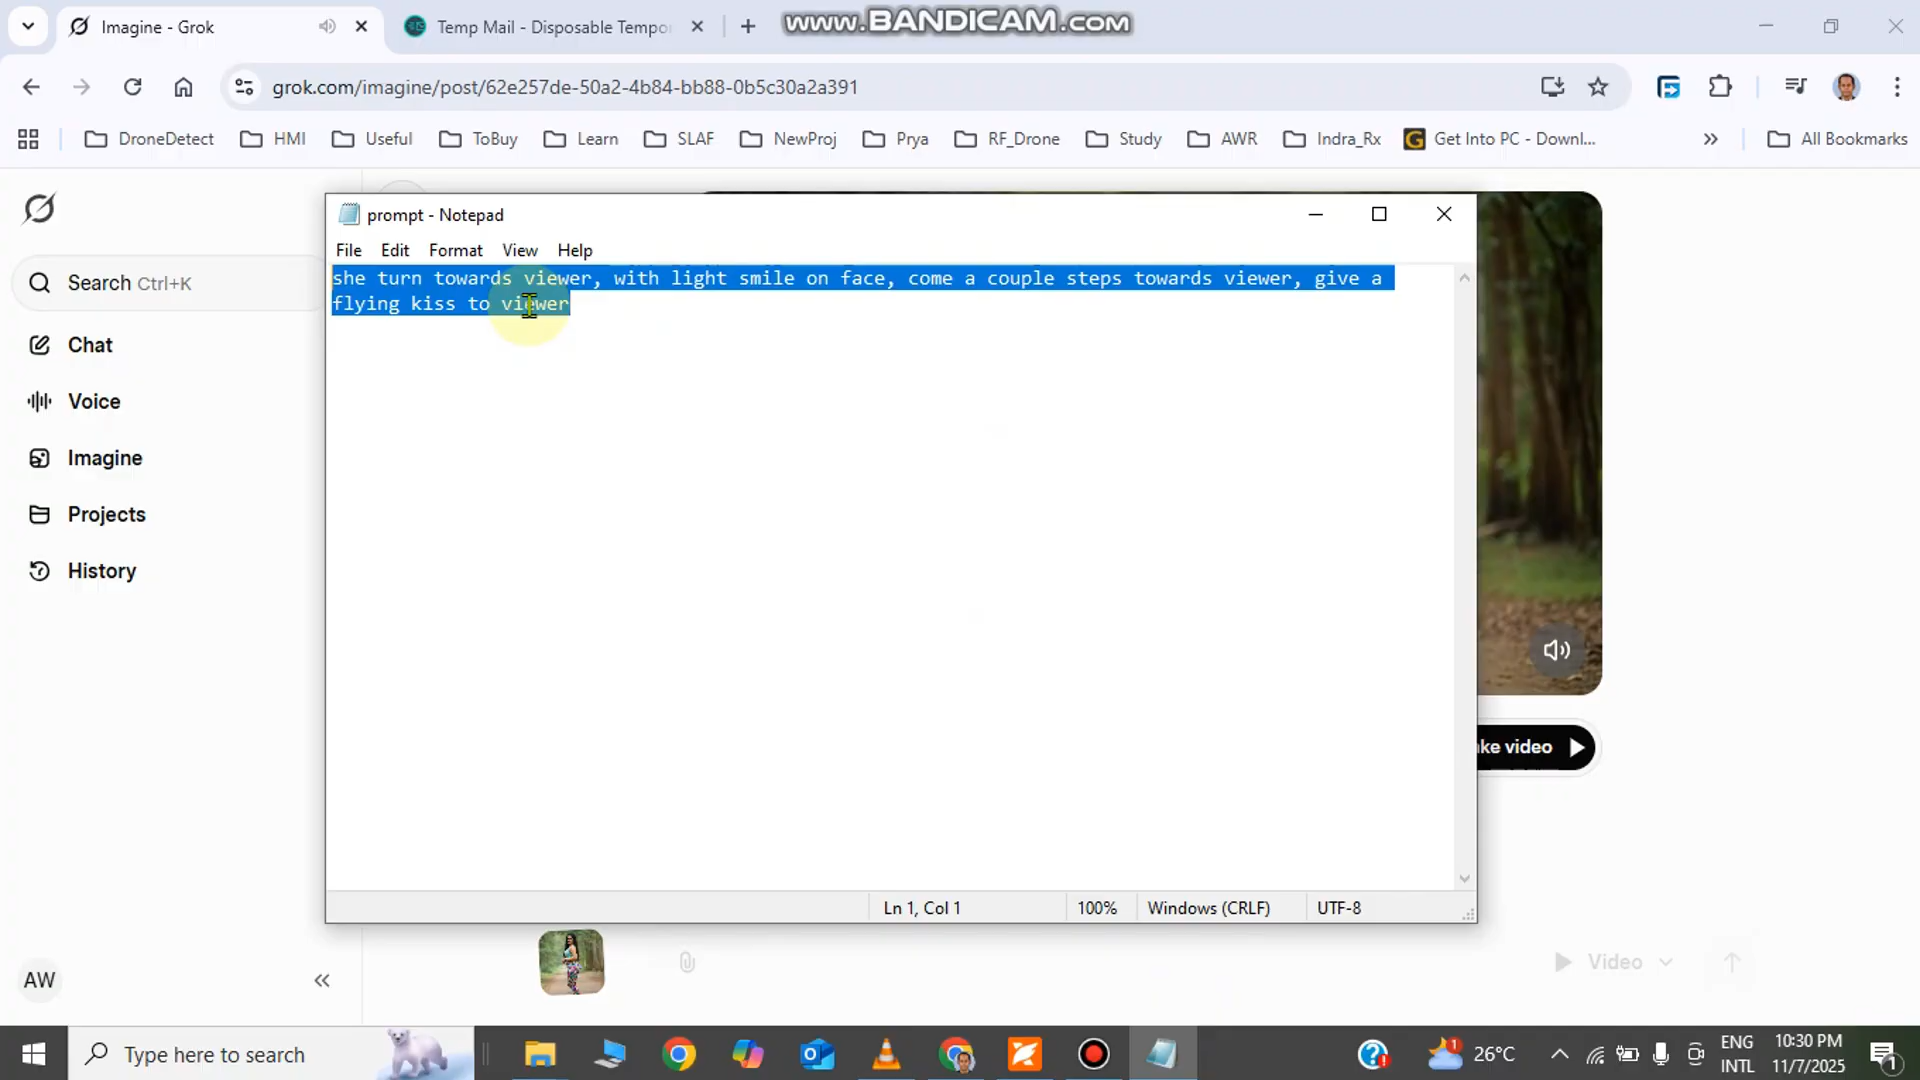 Imagine - Grok
Temp Mail - Disposable Tempo
www.BANDICAM.com
grok.com/imagine/post/62e257de-50a2-4b84-bb88-0b5c30a2a391
DroneDetect
HMI
Useful
ToBuy
Learn
SLAF
NewProj
Prya
RF_Drone
Study
AWR
Indra_Rx
Get Into PC - Downl...
All Bookmarks
prompt - Notepad
File Edit Format View Help
she turn towards viewer, with light smile on face, come a couple steps towards viewer, give a
flying kiss to viewer
Search Ctrl+K
Chat
Voice
Imagine
Projects
History
ke video
Ln 1, Col 1
100%
Windows (CRLF)
UTF-8
AW
Video
Type here to search
26°C
ENG
INTL
10:30 PM
11/7/2025